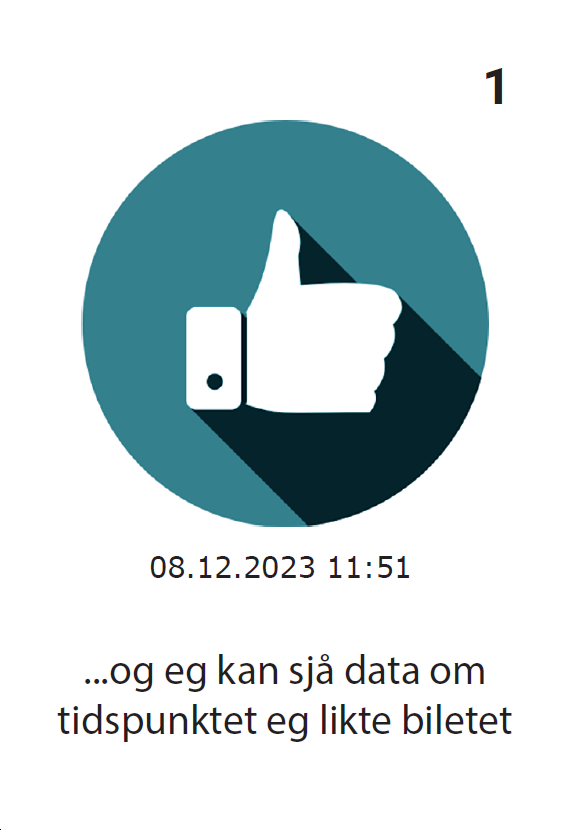 1
08.12.2023 11:51
...og eg kan sjå data om
tidspunktet eg likte biletet